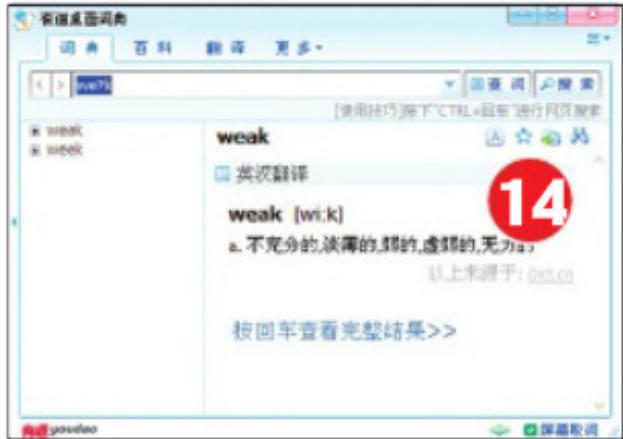 有道桌面词典
词典 百科 翻译 更多
we?k 查词 搜索
[使用技巧]按下"CTRL+回车"进行网页搜索
weak
week
weak
英汉翻译
weak [wi:k]
a. 不充分的,淡薄的,弱的,虚弱的,无力的
14
以上来源于: Dict.cn
按回车查看完整结果>>
有道 youdao 屏幕取词